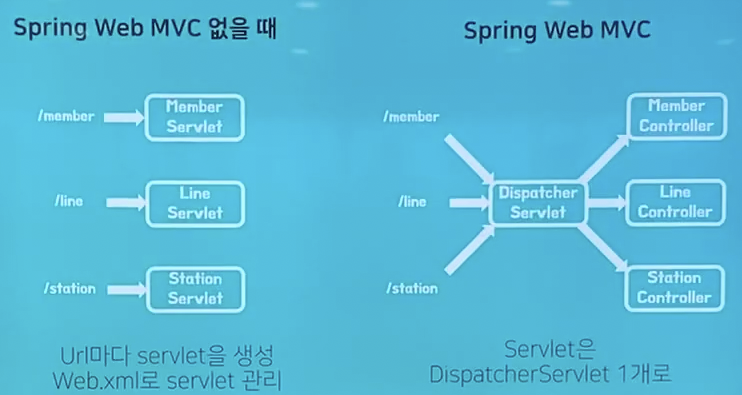 Spring Web MVC 없을 때
/member
Member
Servlet
/line
Line
Servlet
/station
Station
Servlet
Url마다 servlet을 생성
Web.xml로 servlet 관리
Spring Web MVC
/member
/line
/station
Dispatcher
Servlet
Member
Controller
Line
Controller
Station
Controller
Servlet은
DispatcherServlet 1개로